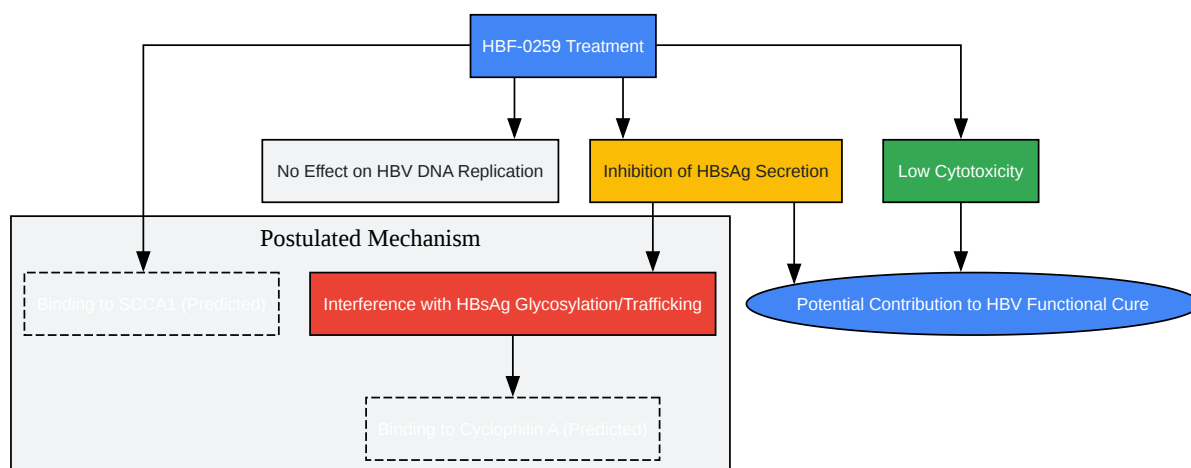 HBF-0259 Treatment
No Effect on HBV DNA Replication
Inhibition of HBsAg Secretion
Low Cytotoxicity
Postulated Mechanism
Binding to SCCA1 (Predicted)
Interference with HBsAg Glycosylation/Trafficking
Potential Contribution to HBV Functional Cure
Binding to Cyclophilin A (Predicted)